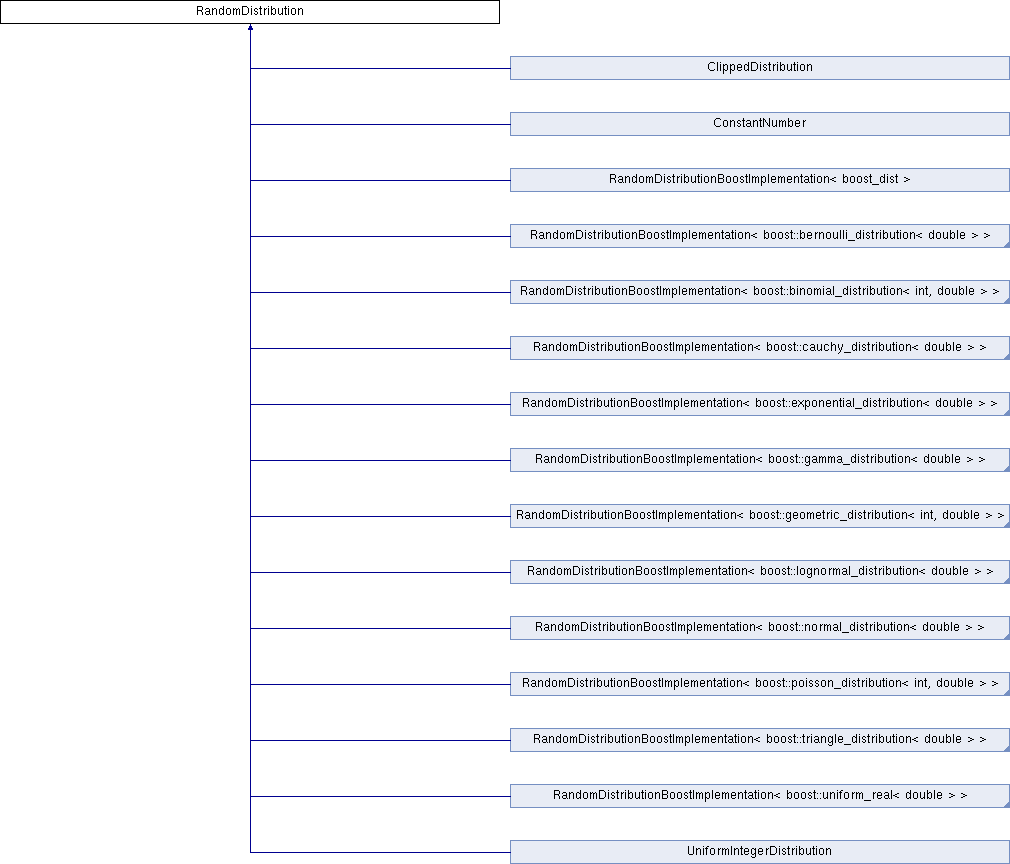 RandomDistribution
ClippedDistribution
ConstantNumber
RandomDistributionBoostImplementation< boost_dist >
RandomDistributionBoostImplementation< boost::bernoulli_distribution< double > >
RandomDistributionBoostImplementation< boost::binomial_distribution< int, double > >
RandomDistributionBoostImplementation< boost::cauchy_distribution< double > >
RandomDistributionBoostImplementation< boost::exponential_distribution< double > >
RandomDistributionBoostImplementation< boost::gamma_distribution< double > >
RandomDistributionBoostImplementation< boost::geometric_distribution< int, double > >
RandomDistributionBoostImplementation< boost::lognormal_distribution< double > >
RandomDistributionBoostImplementation< boost::normal_distribution< double > >
RandomDistributionBoostImplementation< boost::poisson_distribution< int, double > >
RandomDistributionBoostImplementation< boost::triangle_distribution< double > >
RandomDistributionBoostImplementation< boost::uniform_real< double > >
UniformIntegerDistribution